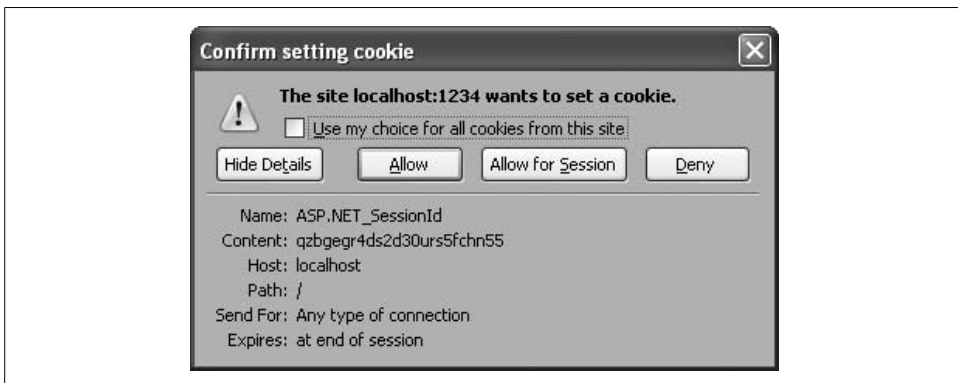 Confirm setting cookie
The site localhost:1234 wants to set a cookie.
Use my choice for all cookies from this site
Hide Details Allow Allow for Session Deny
Name: ASP.NET_SessionId
Content: qzbgegr4ds2d30urs5fchn55
Host: localhost
Path: /
Send For: Any type of connection
Expires: at end of session